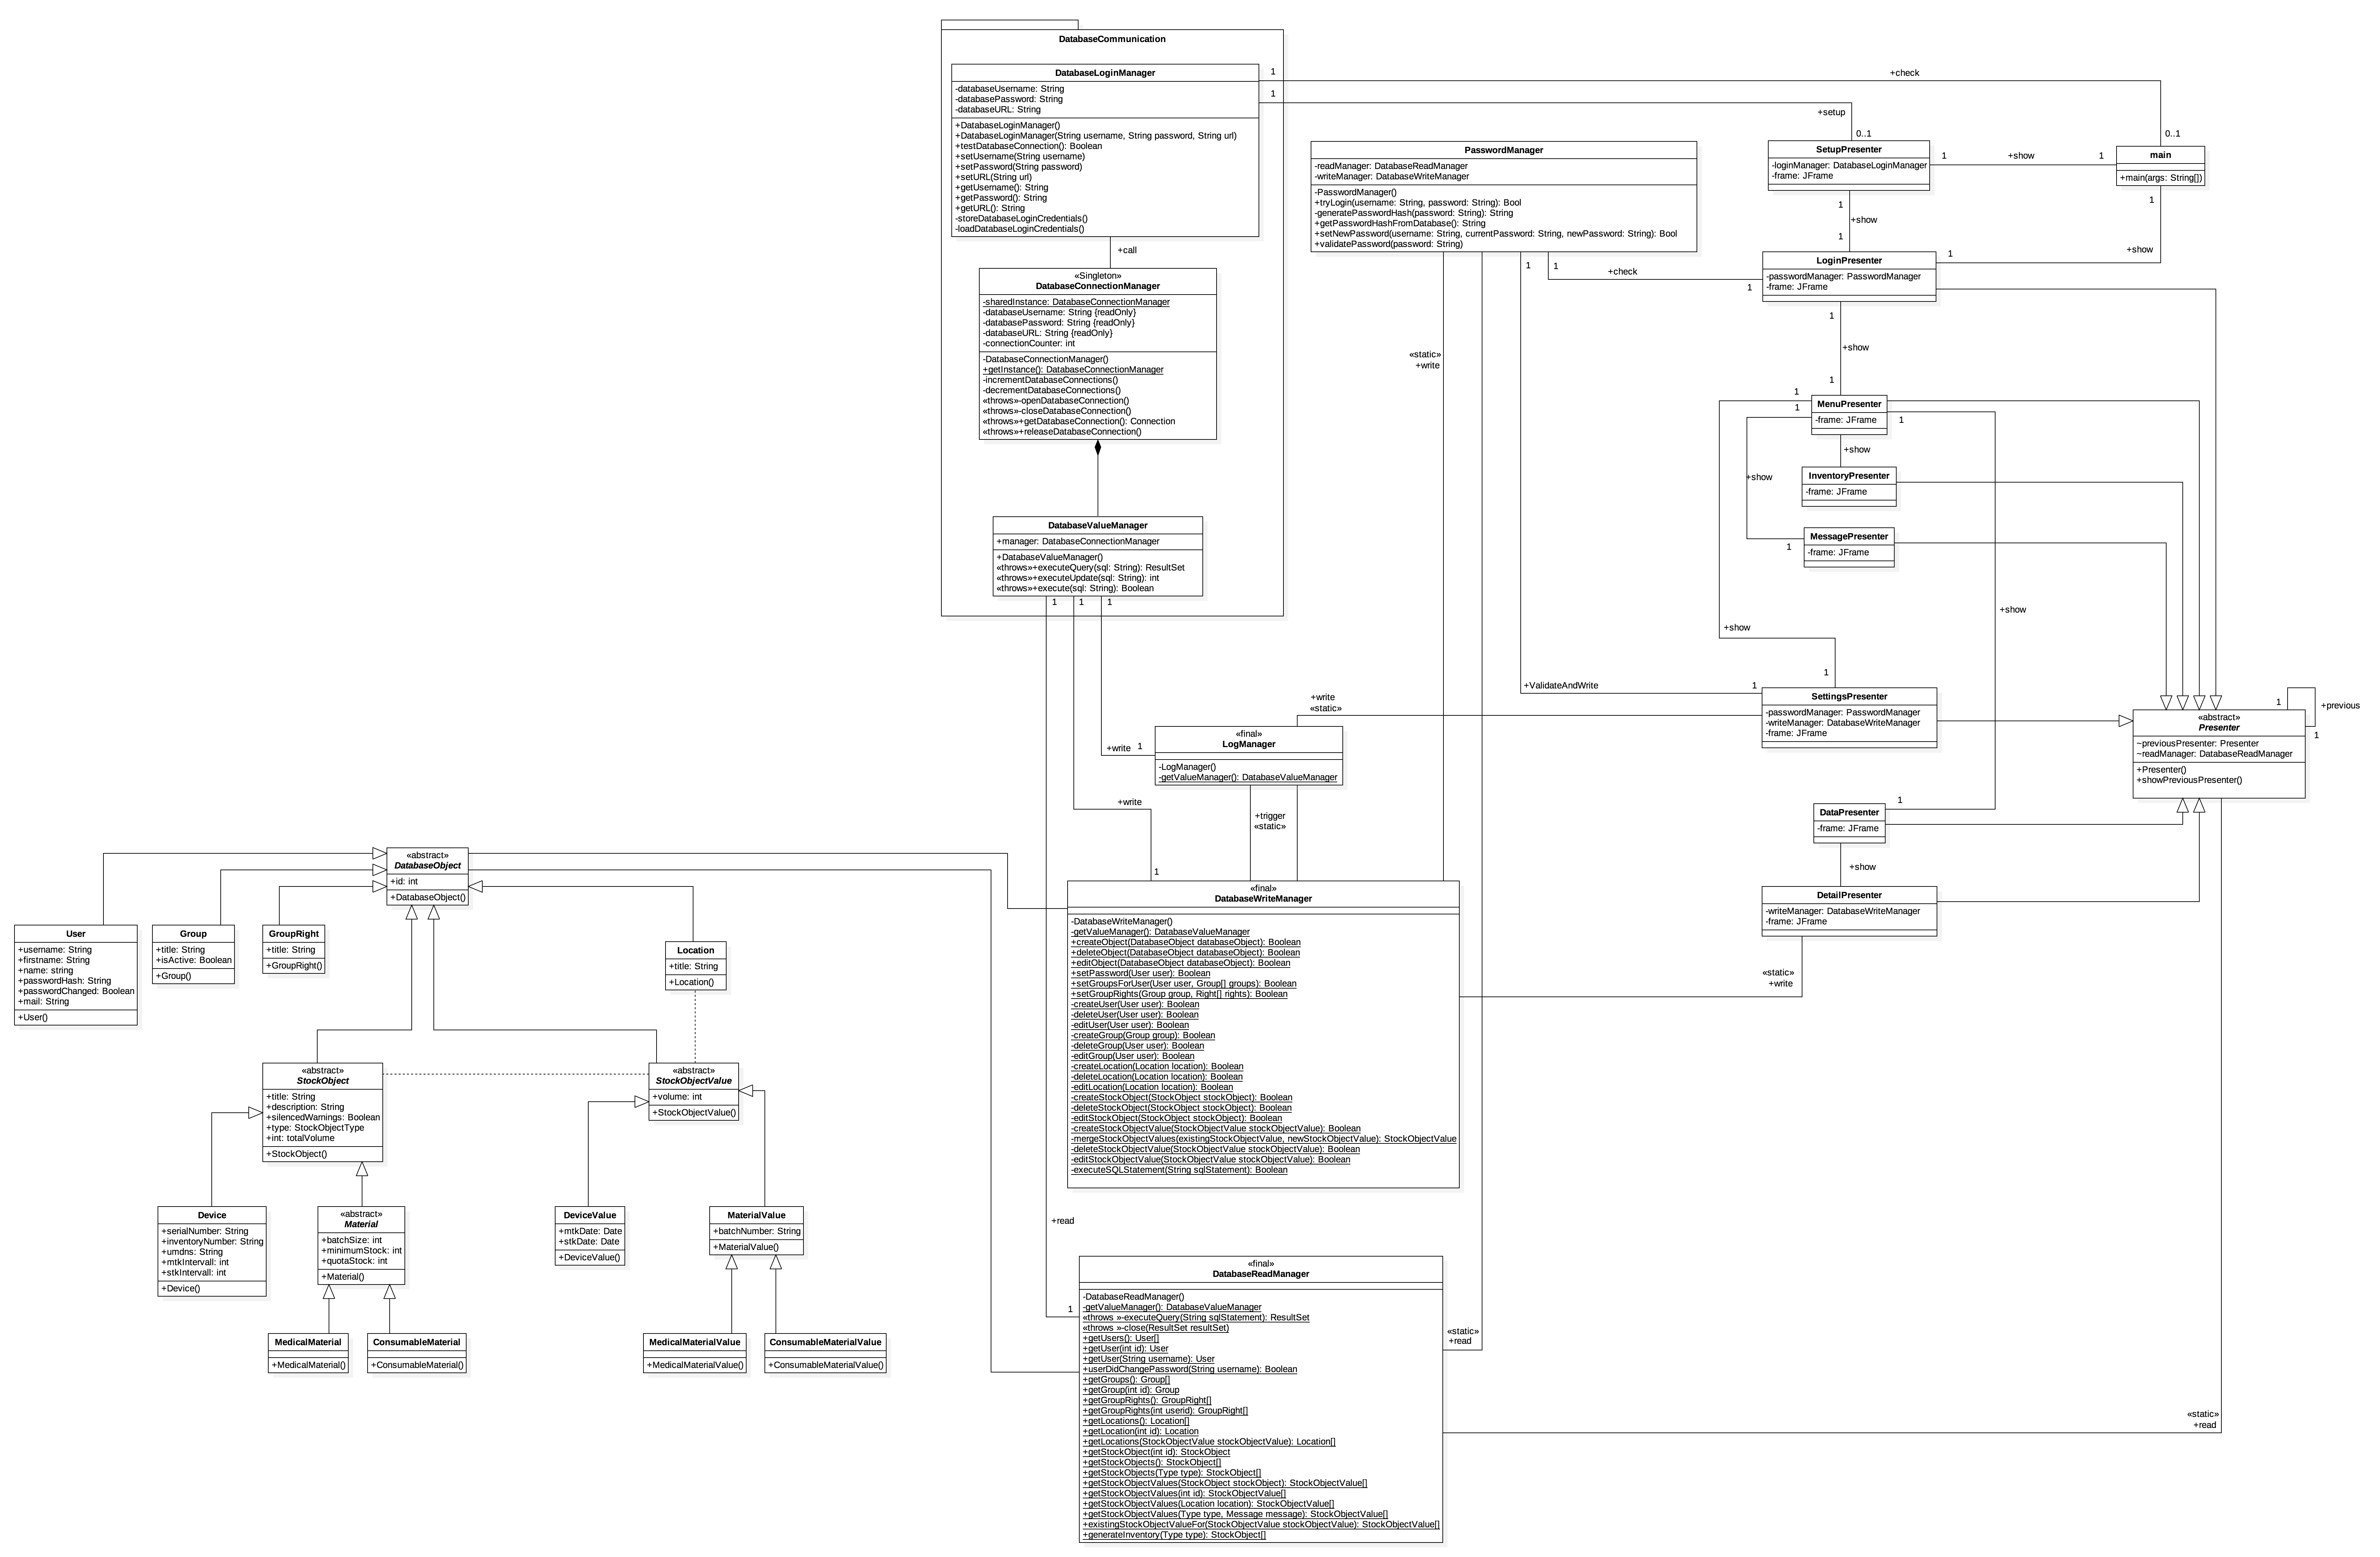 DatabaseCommunication
DatabaseLoginManager
-databaseUsername: String
-databasePassword: String
-databaseURL: String
+DatabaseLoginManager()
+DatabaseLoginManager(String username, String password, String url)
+testDatabaseConnection(): Boolean
+setUsername(String username)
+setPassword(String password)
+setURL(String url)
+getUsername(): String
+getPassword(): String
+getURL(): String
-storeDatabaseLoginCredentials()
-loadDatabaseLoginCredentials()
1
+check
0..1
1
+setup
0..1
+call
«Singleton»
DatabaseConnectionManager
-sharedInstance: DatabaseConnectionManager
-databaseUsername: String {readOnly}
-databasePassword: String {readOnly}
-databaseURL: String {readOnly}
-connectionCounter: int
-DatabaseConnectionManager()
+getInstance(): DatabaseConnectionManager
-incrementDatabaseConnections()
-decrementDatabaseConnections()
«throws»-openDatabaseConnection()
«throws»-closeDatabaseConnection()
«throws»+getDatabaseConnection(): Connection
«throws»+releaseDatabaseConnection()
DatabaseValueManager
+manager: DatabaseConnectionManager
+DatabaseValueManager()
«throws»+executeQuery(sql: String): ResultSet
«throws»+executeUpdate(sql: String): int
«throws»+execute(sql: String): Boolean
1
1
1
PasswordManager
-readManager: DatabaseReadManager
-writeManager: DatabaseWriteManager
-PasswordManager()
+tryLogin(username: String, password: String): Bool
-generatePasswordHash(password: String): String
+getPasswordHashFromDatabase(): String
+setNewPassword(username: String, currentPassword: String, newPassword: String): Bool
+validatePassword(password: String)
1
1
+check
1
«static»
+write
SetupPresenter
-loginManager: DatabaseLoginManager
-frame: JFrame
1
+show
1
main
+main(args: String[])
1
+show
1
1
+show
1
LoginPresenter
-passwordManager: PasswordManager
-frame: JFrame
1
+show
1
1
1
MenuPresenter
-frame: JFrame
1
+show
InventoryPresenter
-frame: JFrame
+show
MessagePresenter
-frame: JFrame
1
+show
+show
1
+ValidateAndWrite
1
SettingsPresenter
-passwordManager: PasswordManager
-writeManager: DatabaseWriteManager
-frame: JFrame
+write
«static»
1
+previous
1
«abstract»
Presenter
~previousPresenter: Presenter
~readManager: DatabaseReadManager
+Presenter()
+showPreviousPresenter()
«final»
LogManager
-LogManager()
-getValueManager(): DatabaseValueManager
+write
1
+write
1
+trigger
«static»
1
DataPresenter
-frame: JFrame
+show
DetailPresenter
-writeManager: DatabaseWriteManager
-frame: JFrame
«static»
+write
«abstract»
DatabaseObject
+id: int
+DatabaseObject()
User
+username: String
+firstname: String
+name: string
+passwordHash: String
+passwordChanged: Boolean
+mail: String
+User()
Group
+title: String
+isActive: Boolean
+Group()
GroupRight
+title: String
+GroupRight()
Location
+title: String
+Location()
«final»
DatabaseWriteManager
-DatabaseWriteManager()
-getValueManager(): DatabaseValueManager
+createObject(DatabaseObject databaseObject): Boolean
+deleteObject(DatabaseObject databaseObject): Boolean
+editObject(DatabaseObject databaseObject): Boolean
+setPassword(User user): Boolean
+setGroupsForUser(User user, Group[] groups): Boolean
+setGroupRights(Group group, Right[] rights): Boolean
-createUser(User user): Boolean
-deleteUser(User user): Boolean
-editUser(User user): Boolean
-createGroup(Group group): Boolean
-deleteGroup(User user): Boolean
-editGroup(User user): Boolean
-createLocation(Location location): Boolean
-deleteLocation(Location location): Boolean
-editLocation(Location location): Boolean
-createStockObject(StockObject stockObject): Boolean
-deleteStockObject(StockObject stockObject): Boolean
-editStockObject(StockObject stockObject): Boolean
-createStockObjectValue(StockObjectValue stockObjectValue): Boolean
-mergeStockObjectValues(existingStockObjectValue, newStockObjectValue): StockObjectValue
-deleteStockObjectValue(StockObjectValue stockObjectValue): Boolean
-editStockObjectValue(StockObjectValue stockObjectValue): Boolean
-executeSQLStatement(String sqlStatement): Boolean
«abstract»
StockObject
+title: String
+description: String
+silencedWarnings: Boolean
+type: StockObjectType
+int: totalVolume
+StockObject()
«abstract»
StockObjectValue
+volume: int
+StockObjectValue()
Device
+serialNumber: String
+inventoryNumber: String
+umdns: String
+mtkIntervall: int
+stkIntervall: int
+Device()
«abstract»
Material
+batchSize: int
+minimumStock: int
+quotaStock: int
+Material()
DeviceValue
+mtkDate: Date
+stkDate: Date
+DeviceValue()
MaterialValue
+batchNumber: String
+MaterialValue()
MedicalMaterial
+MedicalMaterial()
ConsumableMaterial
+ConsumableMaterial()
MedicalMaterialValue
+MedicalMaterialValue()
ConsumableMaterialValue
+ConsumableMaterialValue()
+read
1
«static»
+read
«static»
+read
«final»
DatabaseReadManager
-DatabaseReadManager()
-getValueManager(): DatabaseValueManager
«throws »-executeQuery(String sqlStatement): ResultSet
«throws »-close(ResultSet resultSet)
+getUsers(): User[]
+getUser(int id): User
+getUser(String username): User
+userDidChangePassword(String username): Boolean
+getGroups(): Group[]
+getGroup(int id): Group
+getGroupRights(): GroupRight[]
+getGroupRights(int userid): GroupRight[]
+getLocations(): Location[]
+getLocation(int id): Location
+getLocations(StockObjectValue stockObjectValue): Location[]
+getStockObject(int id): StockObject
+getStockObjects(): StockObject[]
+getStockObjects(Type type): StockObject[]
+getStockObjectValues(StockObject stockObject): StockObjectValue[]
+getStockObjectValues(int id): StockObjectValue[]
+getStockObjectValues(Location location): StockObjectValue[]
+getStockObjectValues(Type type, Message message): StockObjectValue[]
+existingStockObjectValueFor(StockObjectValue stockObjectValue): StockObjectValue[]
+generateInventory(Type type): StockObject[]